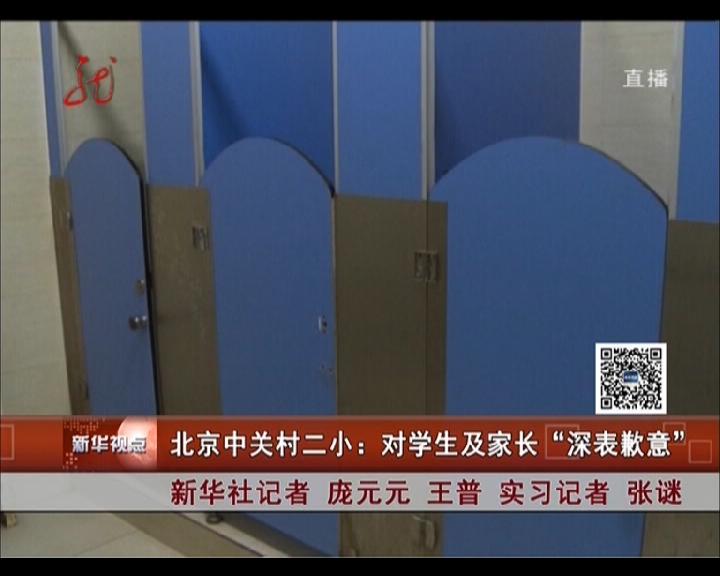 直播
新华视点
北京中关村二小：对学生及家长“深表歉意”
新华社记者 庞元元 王普 实习记者 张谜